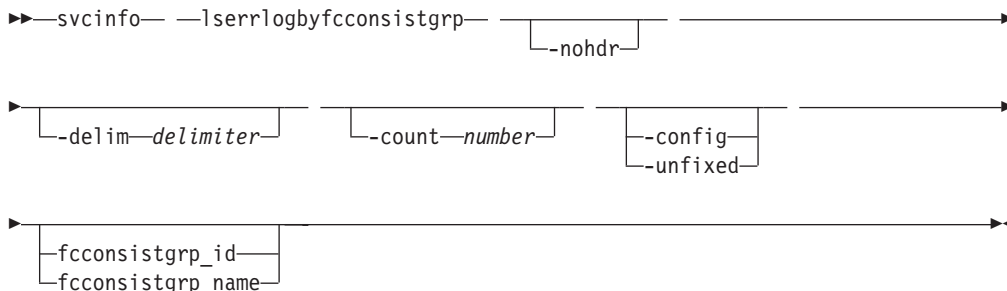 svcinfo lserrlogbyfcconsistgrp
-nohdr
-delim delimiter -count number -config
-unfixed
fcconsistgrp_id
fcconsistgrp_name